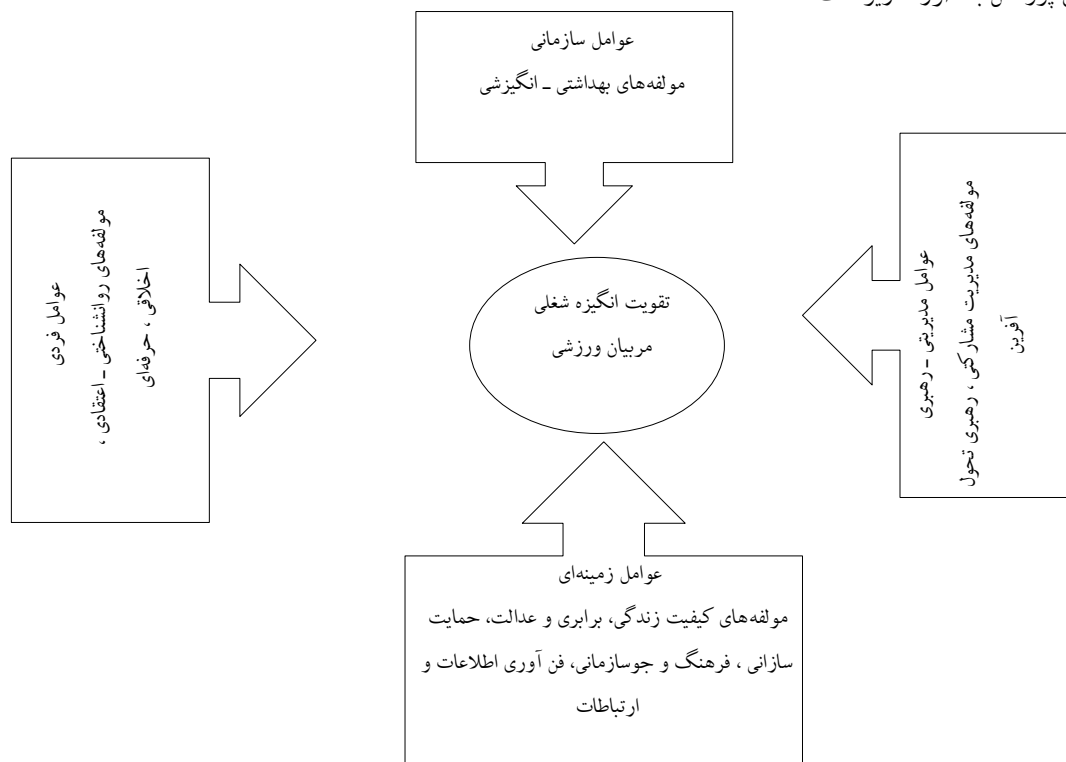 عوامل سازمانی
مولفه‌های بهداشتی ـ انگیزشی
عوامل مدیریتی ـ رهبری
مولفه‌های مدیریت مشارکتی ، رهبری تحول
آفرین
تقویت انگیزه شغلی
مربیان ورزشی
عوامل فردی
مولفه‌های روانشناختی ـ اعتقادی ،
اخلاقی ، حرفه‌ای
عوامل زمینه‌ای
مولفه‌های کیفیت زندگی، برابری و عدالت، حمایت
سازانی ، فرهنگ و جوسازمانی، فن آوری اطلاعات و
ارتباطات